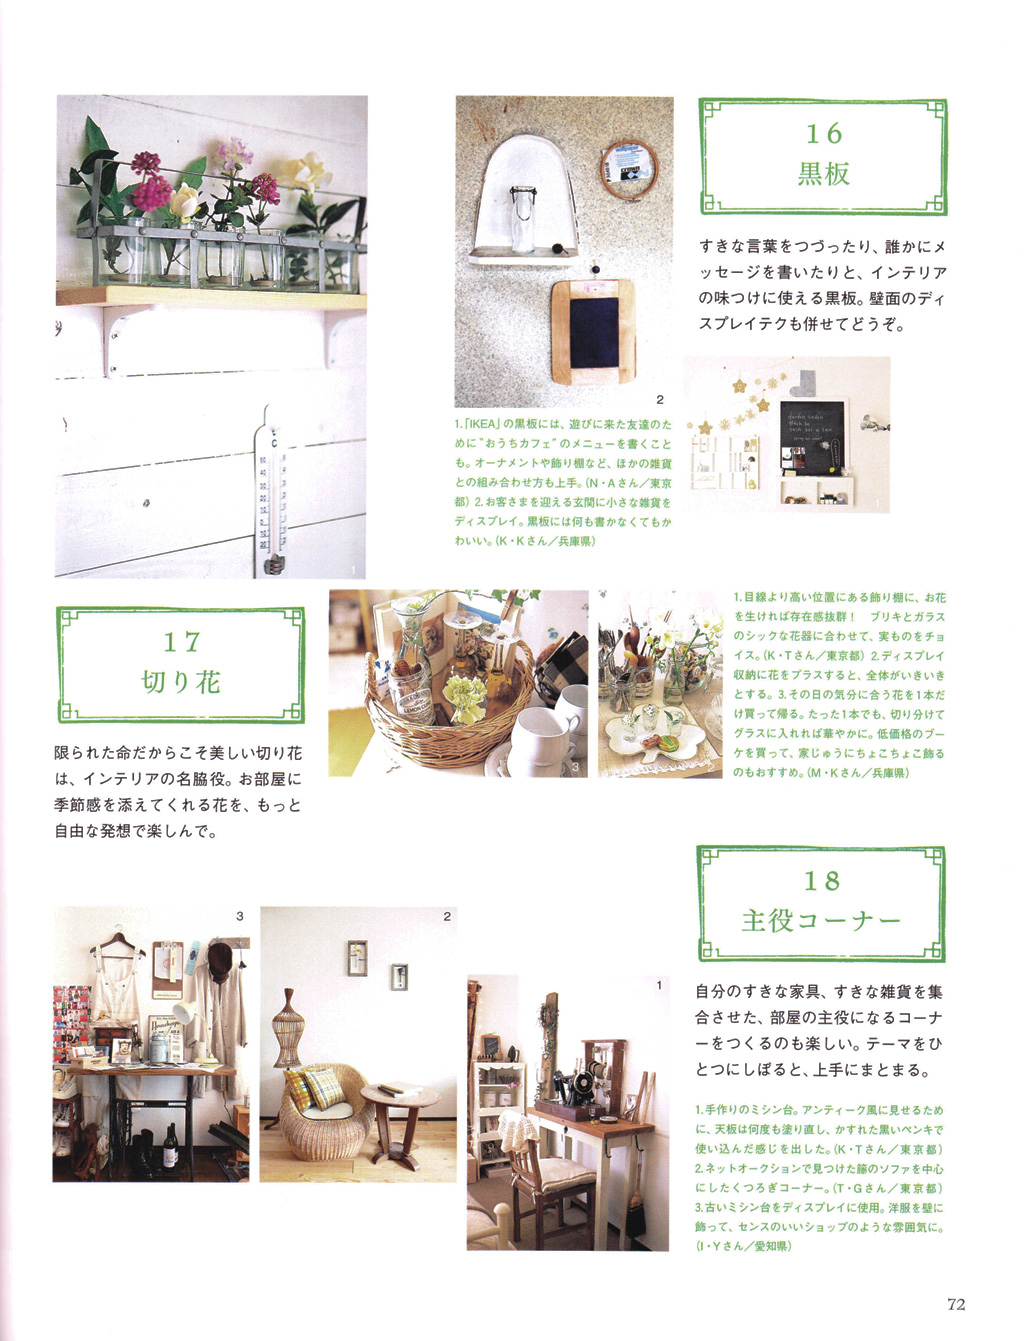 16
黒板
すきな言葉をつづったり、誰かにメ
ッセージを書いたりと、インテリア
の味つけに使える黒板。壁面のディ
スプレイテクも併せてどうぞ。
2
1
1.「IKEA」の黒板には、遊びに来た友達のた
めに“おうちカフェ”のメニューを書くこと
も。オーナメントや飾り棚など、ほかの雑貨
との組み合わせ方も上手。(N・Aさん／東京
都) 2.お客さまを迎える玄関に小さな雑貨を
ディスプレイ。黒板には何も書かなくてもか
わいい。(K・Kさん／兵庫県)
1
17
切り花
限られた命だからこそ美しい切り花
は、インテリアの名脇役。お部屋に
季節感を添えてくれる花を、もっと
自由な発想で楽しんで。
3
1.目線より高い位置にある飾り棚に、お花
を生ければ存在感抜群！　ブリキとガラス
のシックな花器に合わせて、実ものをチョ
イス。(K・Tさん／東京都) 2.ディスプレイ
収納に花をプラスすると、全体がいきいき
とする。3.その日の気分に合う花を1本だ
け買って帰る。たった1本でも、切り分けて
グラスに入れれば華やかに。低価格のブー
ケを買って、家じゅうにちょこちょこ飾る
のもおすすめ。(M・Kさん／兵庫県)
18
主役コーナー
自分のすきな家具、すきな雑貨を集
合させた、部屋の主役になるコーナ
ーをつくるのも楽しい。テーマをひ
とつにしぼると、上手にまとまる。
3
2
1
1.手作りのミシン台。アンティーク風に見せるため
に、天板は何度も塗り直し、かすれた黒いペンキで
使い込んだ感じを出した。(K・Tさん／東京都)
2.ネットオークションで見つけた籐のソファを中心
にしたくつろぎコーナー。(T・Gさん／東京都)
3.古いミシン台をディスプレイに使用。洋服を壁に
飾って、センスのいいショップのような雰囲気に。
(I・Yさん／愛知県)
72